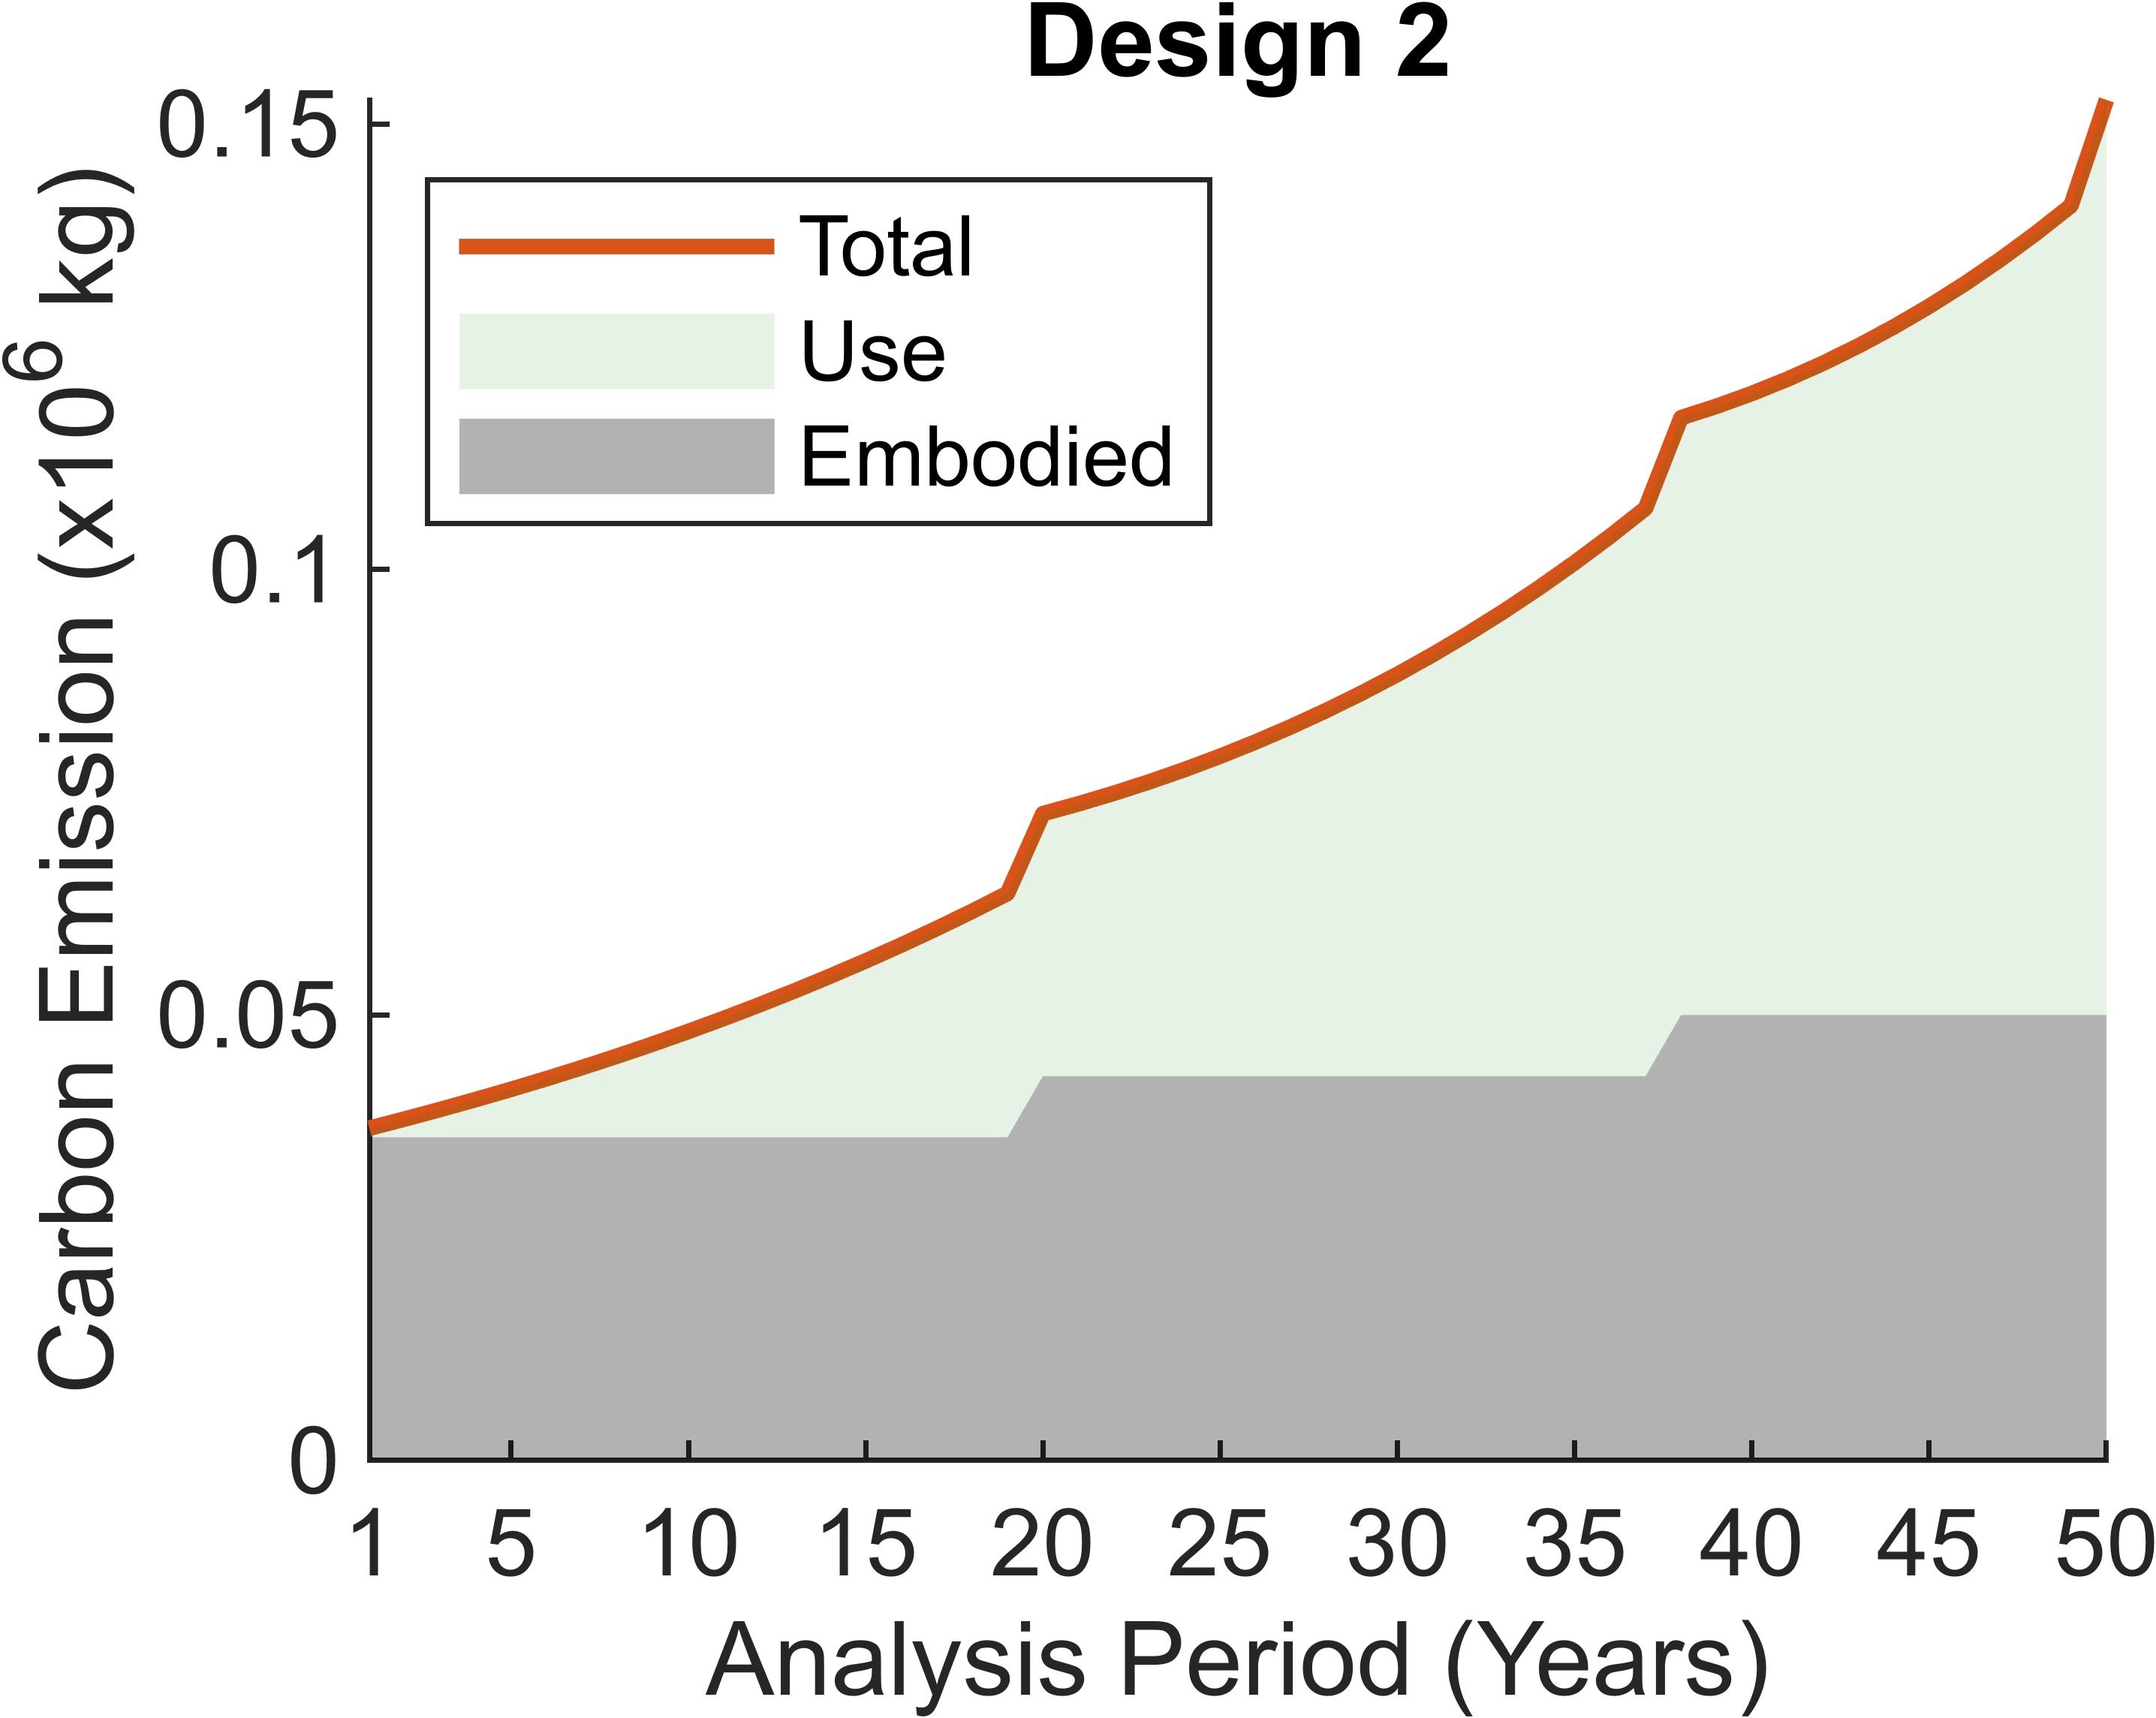 Design 2
Carbon Emission (x10⁶ kg)
0.15
0.1
0.05
0
Total
Use
Embodied
1 5 10 15 20 25 30 35 40 45 50
Analysis Period (Years)